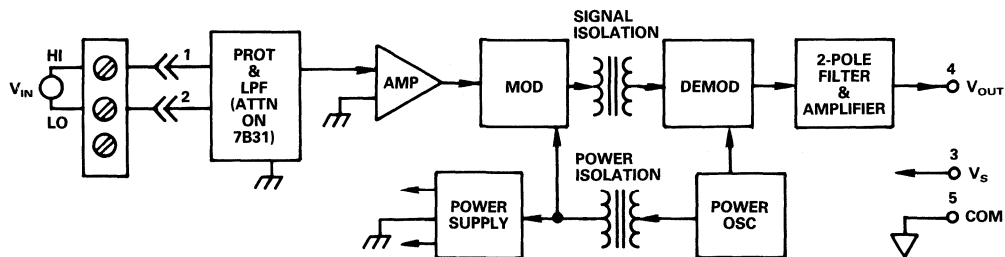 HI
V_IN
LO
1
2
PROT
&
LPF
(ATTN
ON
7B31)
AMP
MOD
SIGNAL
ISOLATION
DEMOD
2-POLE
FILTER
&
AMPLIFIER
4
V_OUT
POWER
SUPPLY
POWER
ISOLATION
POWER
OSC
3
V_S
5
COM